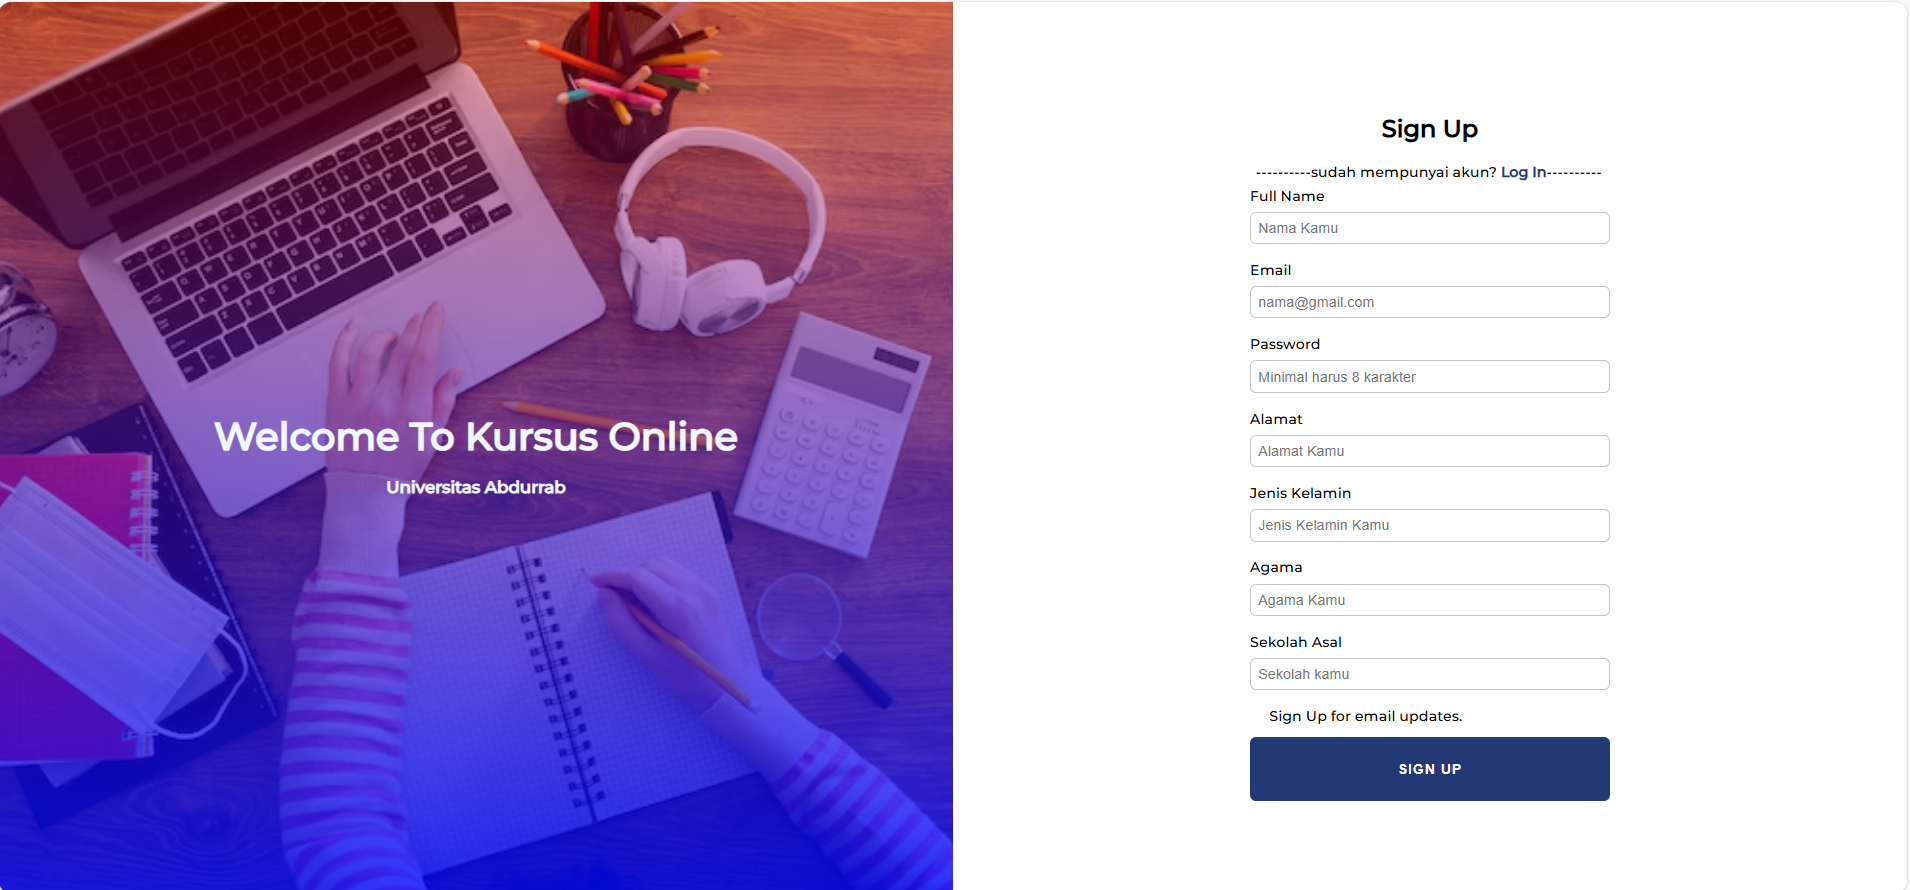 Welcome To Kursus Online
Universitas Abdurrab
Sign Up
----------sudah mempunyai akun? Log In----------
Full Name
Nama Kamu
Email
nama@gmail.com
Password
Minimal harus 8 karakter
Alamat
Alamat Kamu
Jenis Kelamin
Jenis Kelamin Kamu
Agama
Agama Kamu
Sekolah Asal
Sekolah kamu
Sign Up for email updates.
SIGN UP